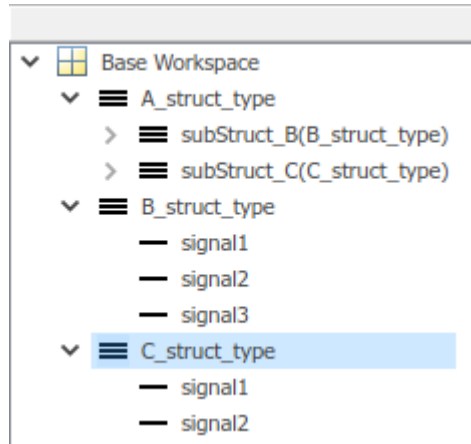 Base Workspace
A_struct_type
subStruct_B(B_struct_type)
subStruct_C(C_struct_type)
B_struct_type
signal1
signal2
signal3
C_struct_type
signal1
signal2